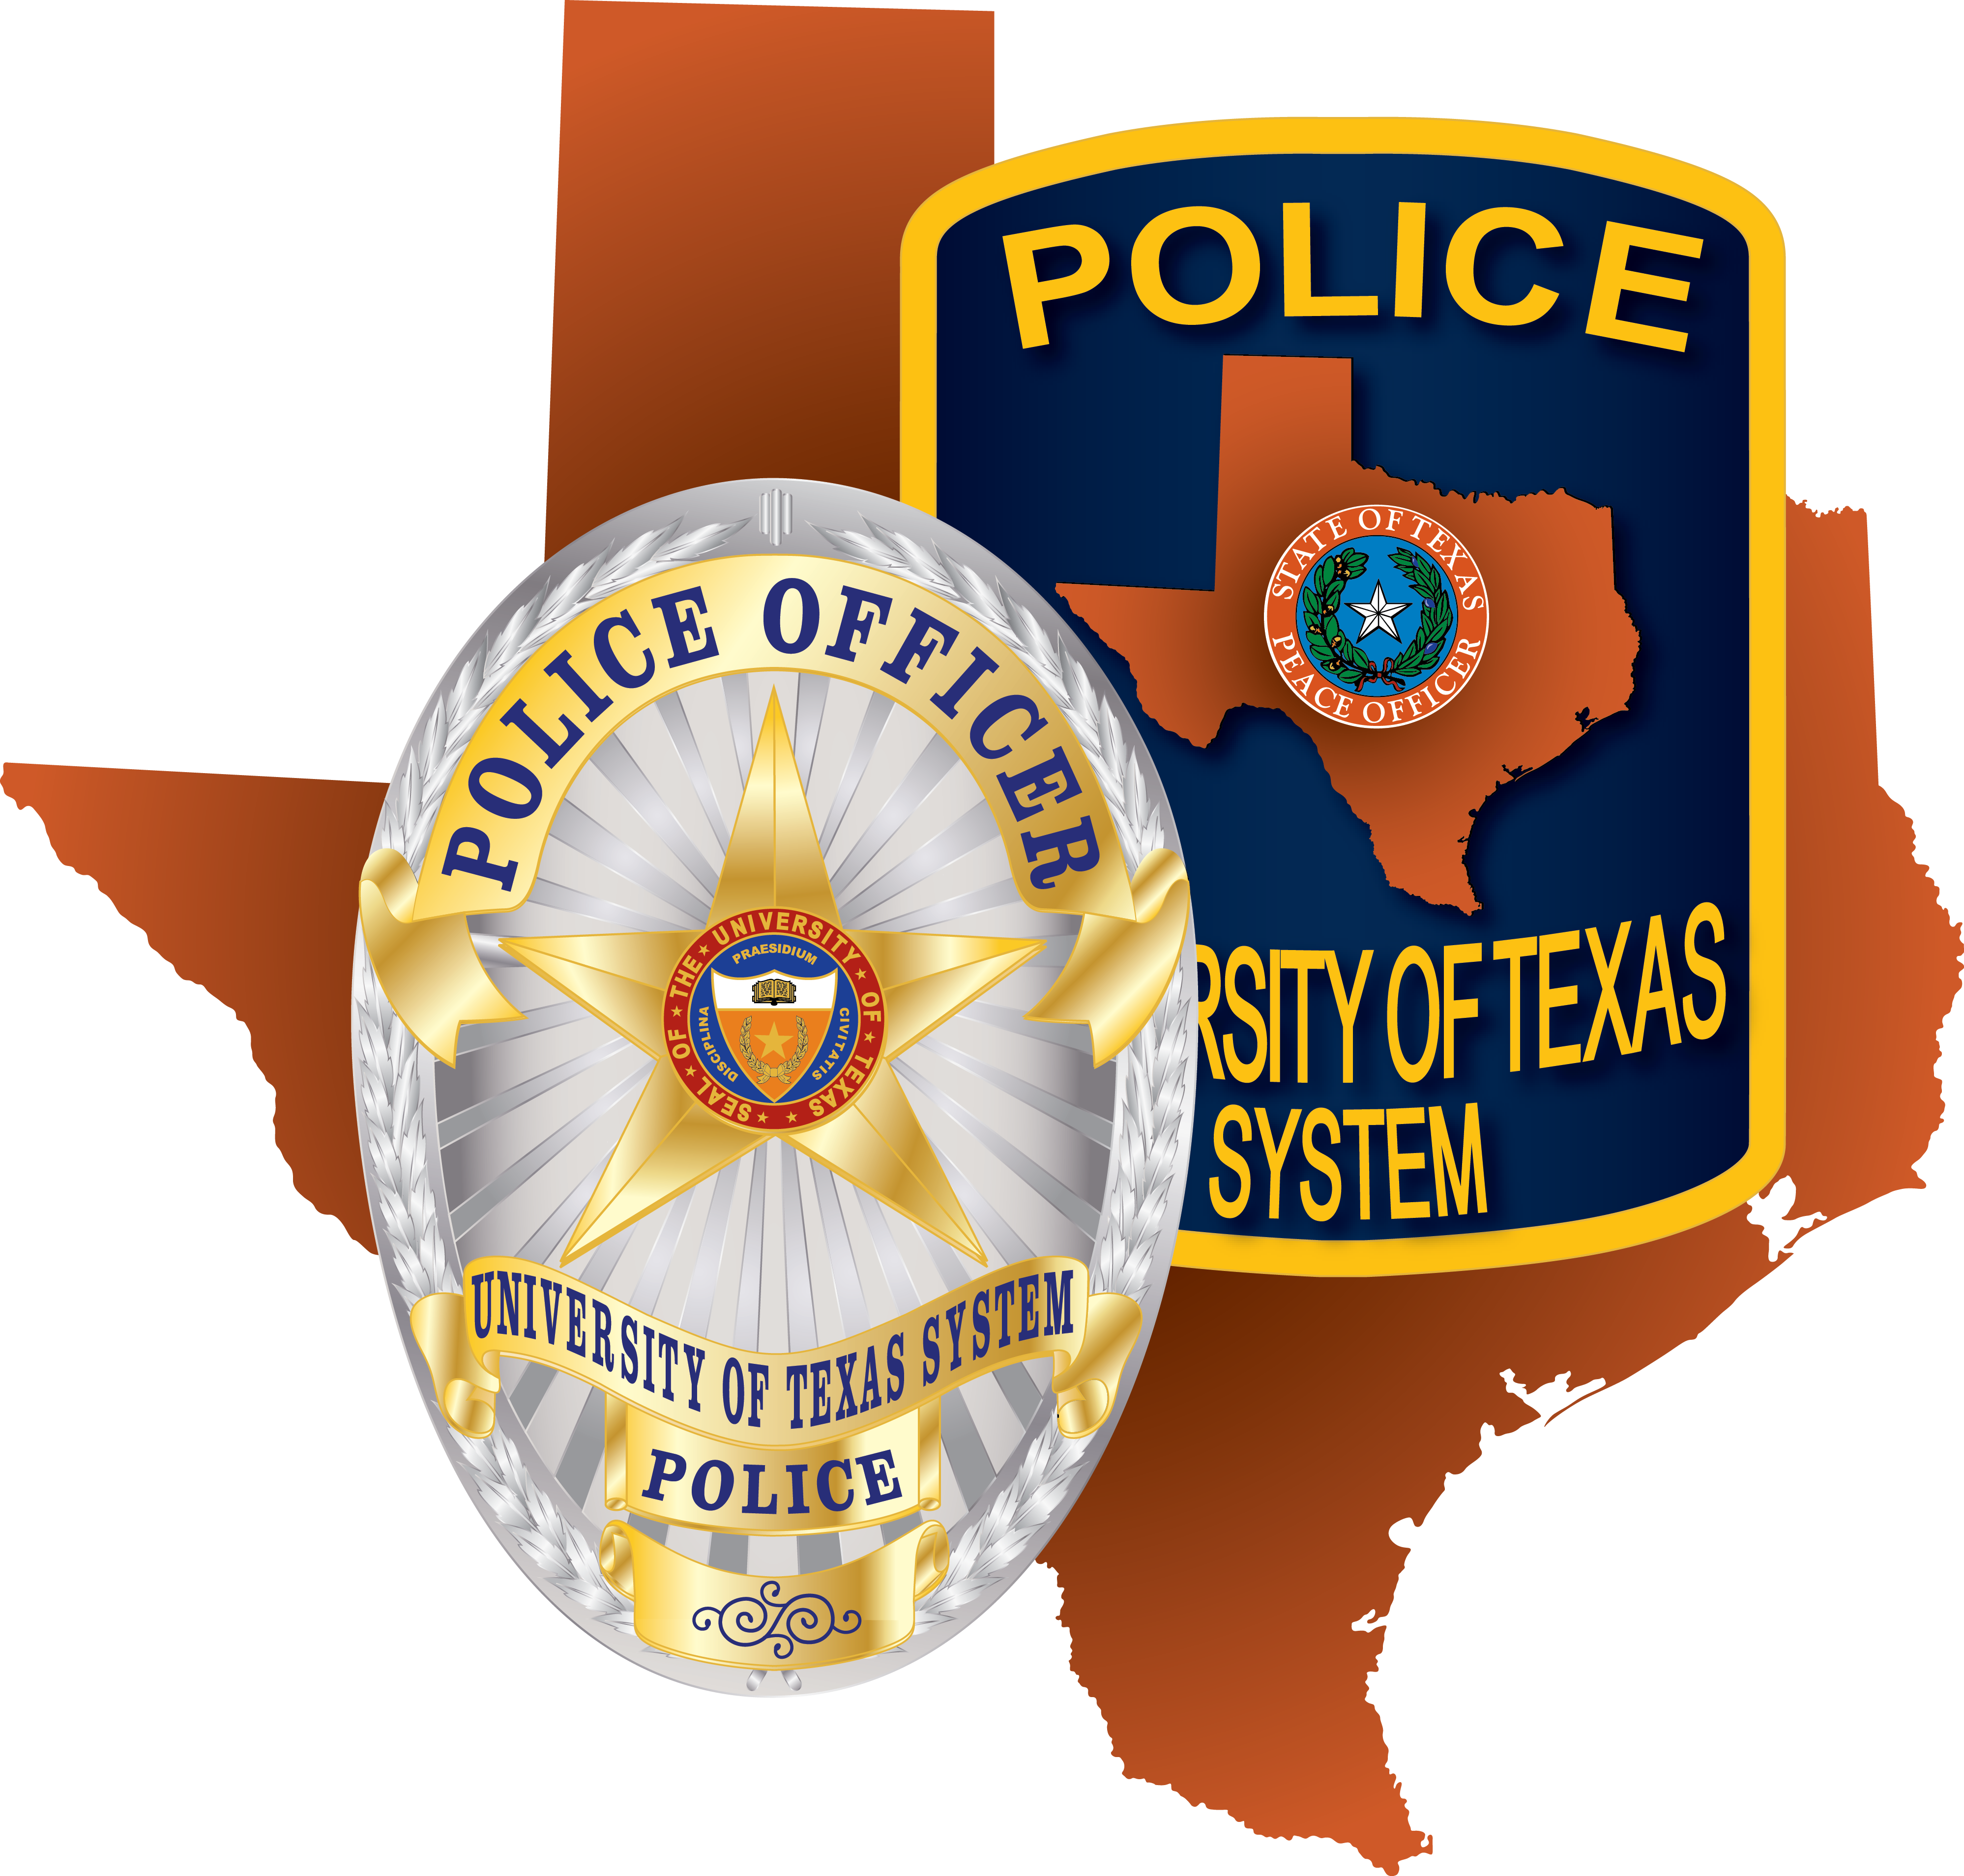 POLICE
STATE OF TEXAS
PEACE OFFICER
RSITY OF TEXAS
SYSTEM
POLICE OFFICER
SEAL ★ OF ★ THE ★ UNIVERSITY ★ OF ★ TEXAS ★ ★
PRAESIDIUM
DISCIPLINA
CIVITATIS
UNIVERSITY OF TEXAS SYSTEM
POLICE